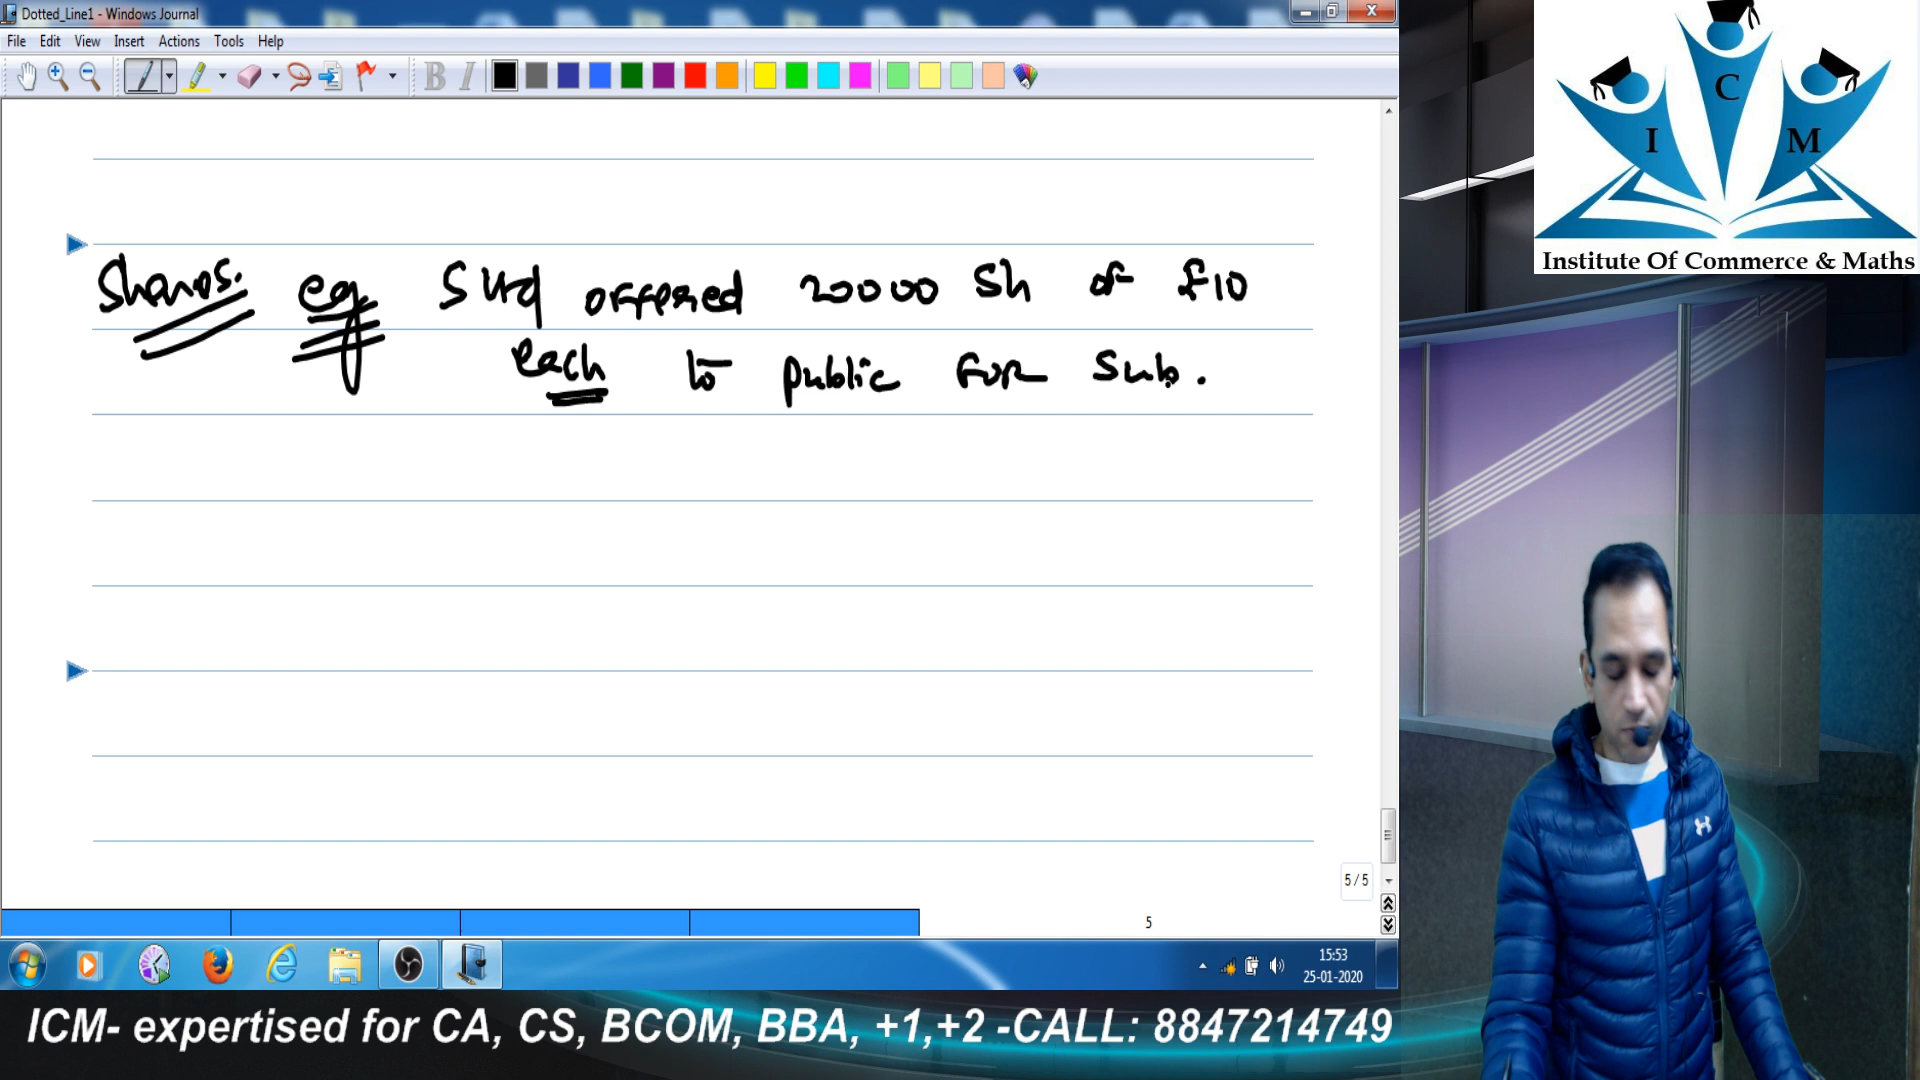 Dotted_Line1 - Windows Journal
File Edit View Insert Actions Tools Help
B I
Shares. eg S Ltd offered 20000 Sh of ₹10
each to public for Sub.
5 / 5
5
15:53
25-01-2020
I C M
Institute Of Commerce & Maths
ICM- expertised for CA, CS, BCOM, BBA, +1,+2 -CALL: 8847214749